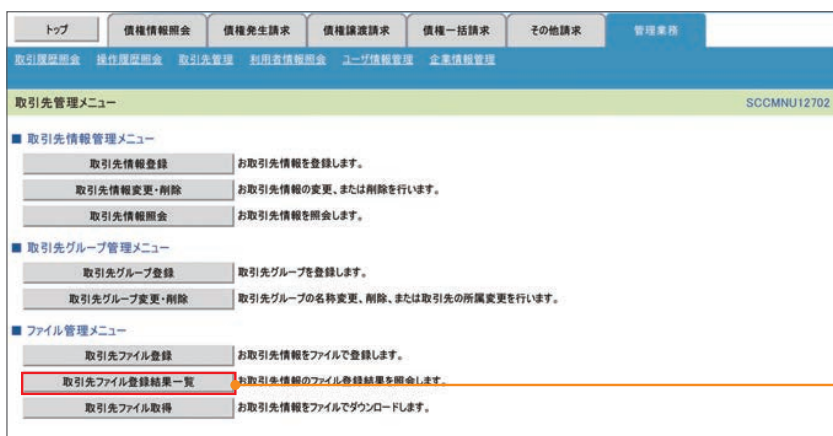 トップ 債権情報照会 債権発生請求 債権譲渡請求 債権一括請求 その他請求 管理業務
取引履歴照会 操作履歴照会 取引先管理 利用者情報照会 ユーザ情報管理 企業情報管理
取引先管理メニュー SCCMNU12702
■ 取引先情報管理メニュー
取引先情報登録 お取引先情報を登録します。
取引先情報変更・削除 お取引先情報の変更、または削除を行います。
取引先情報照会 お取引先情報を照会します。
■ 取引先グループ管理メニュー
取引先グループ登録 取引先グループを登録します。
取引先グループ変更・削除 取引先グループの名称変更、削除、または取引先の所属変更を行います。
■ ファイル管理メニュー
取引先ファイル登録 お取引先情報をファイルで登録します。
取引先ファイル登録結果一覧 お取引先情報のファイル登録結果を照会します。
取引先ファイル取得 お取引先情報をファイルでダウンロードします。